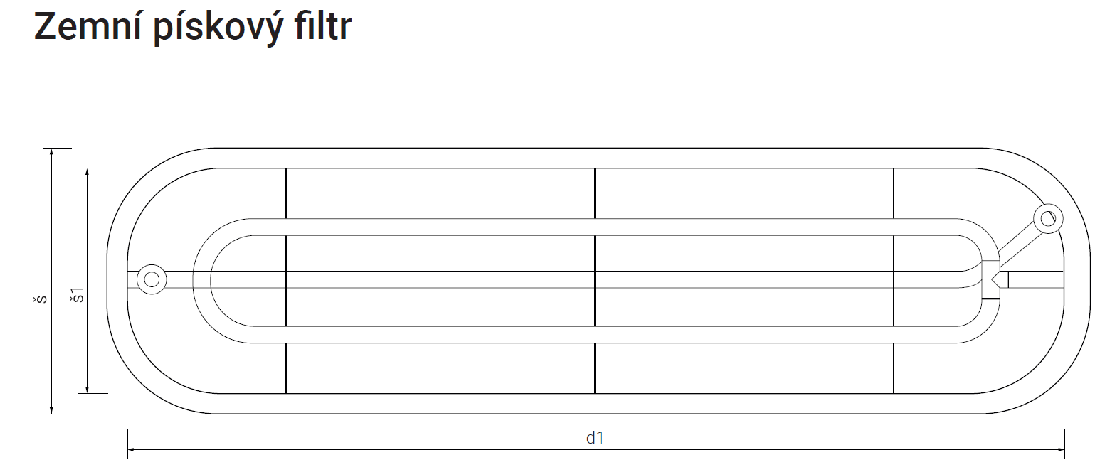 Zemní pískový filtr
š
š1
d1